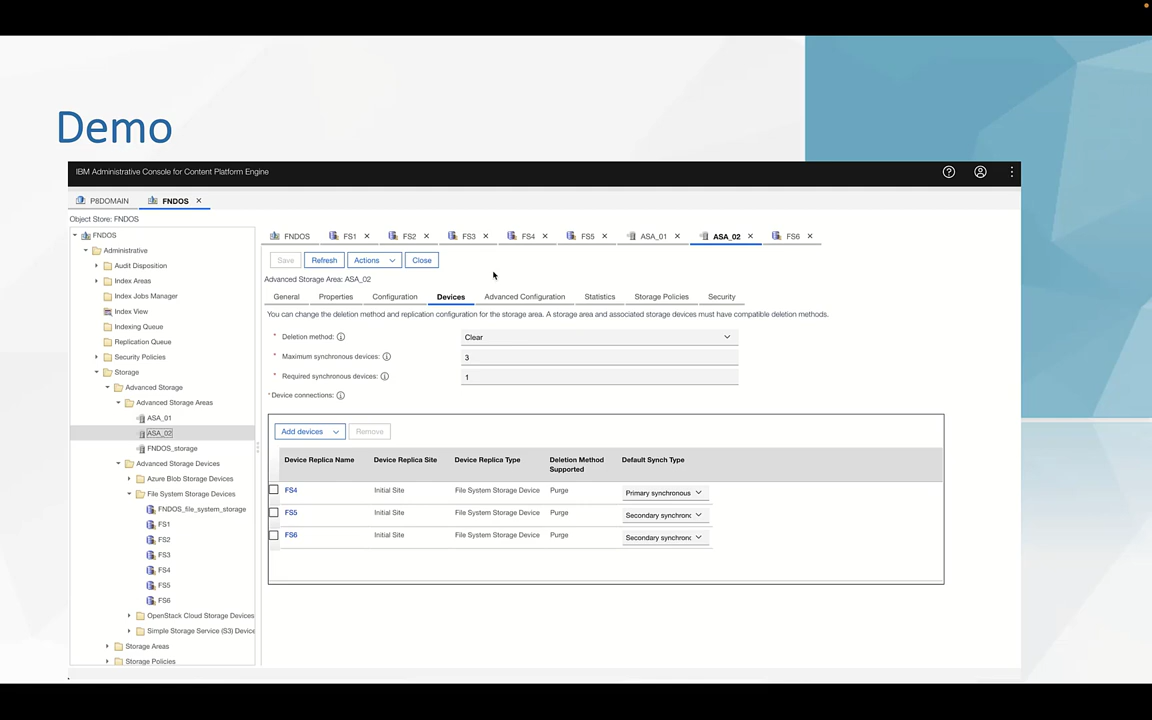 Demo
IBM Administrative Console for Content Platform Engine
P8DOMAIN
FNDOS
Object Store: FNDOS
FNDOS
Administrative
Audit Disposition
Index Areas
Index Jobs Manager
Index View
Indexing Queue
Replication Queue
Security Policies
Storage
Advanced Storage
Advanced Storage Areas
ASA_01
ASA_02
FNDOS_storage
Advanced Storage Devices
Azure Blob Storage Devices
File System Storage Devices
FNDOS_file_system_storage
FS1
FS2
FS3
FS4
FS5
FS6
OpenStack Cloud Storage Devices
Simple Storage Service (S3) Device
Storage Areas
Storage Policies
FNDOS FS1 FS2 FS3 FS4 FS5 ASA_01 ASA_02 FS6
Save Refresh Actions Close
Advanced Storage Area: ASA_02
General Properties Configuration Devices Advanced Configuration Statistics Storage Policies Security
You can change the deletion method and replication configuration for the storage area. A storage area and associated storage devices must have compatible deletion methods.
* Deletion method: Clear
* Maximum synchronous devices: 3
* Required synchronous devices: 1
* Device connections:
Add devices Remove
Device Replica Name Device Replica Site Device Replica Type Deletion Method Supported Default Synch Type
FS4 Initial Site File System Storage Device Purge Primary synchronous
FS5 Initial Site File System Storage Device Purge Secondary synchronc
FS6 Initial Site File System Storage Device Purge Secondary synchronc